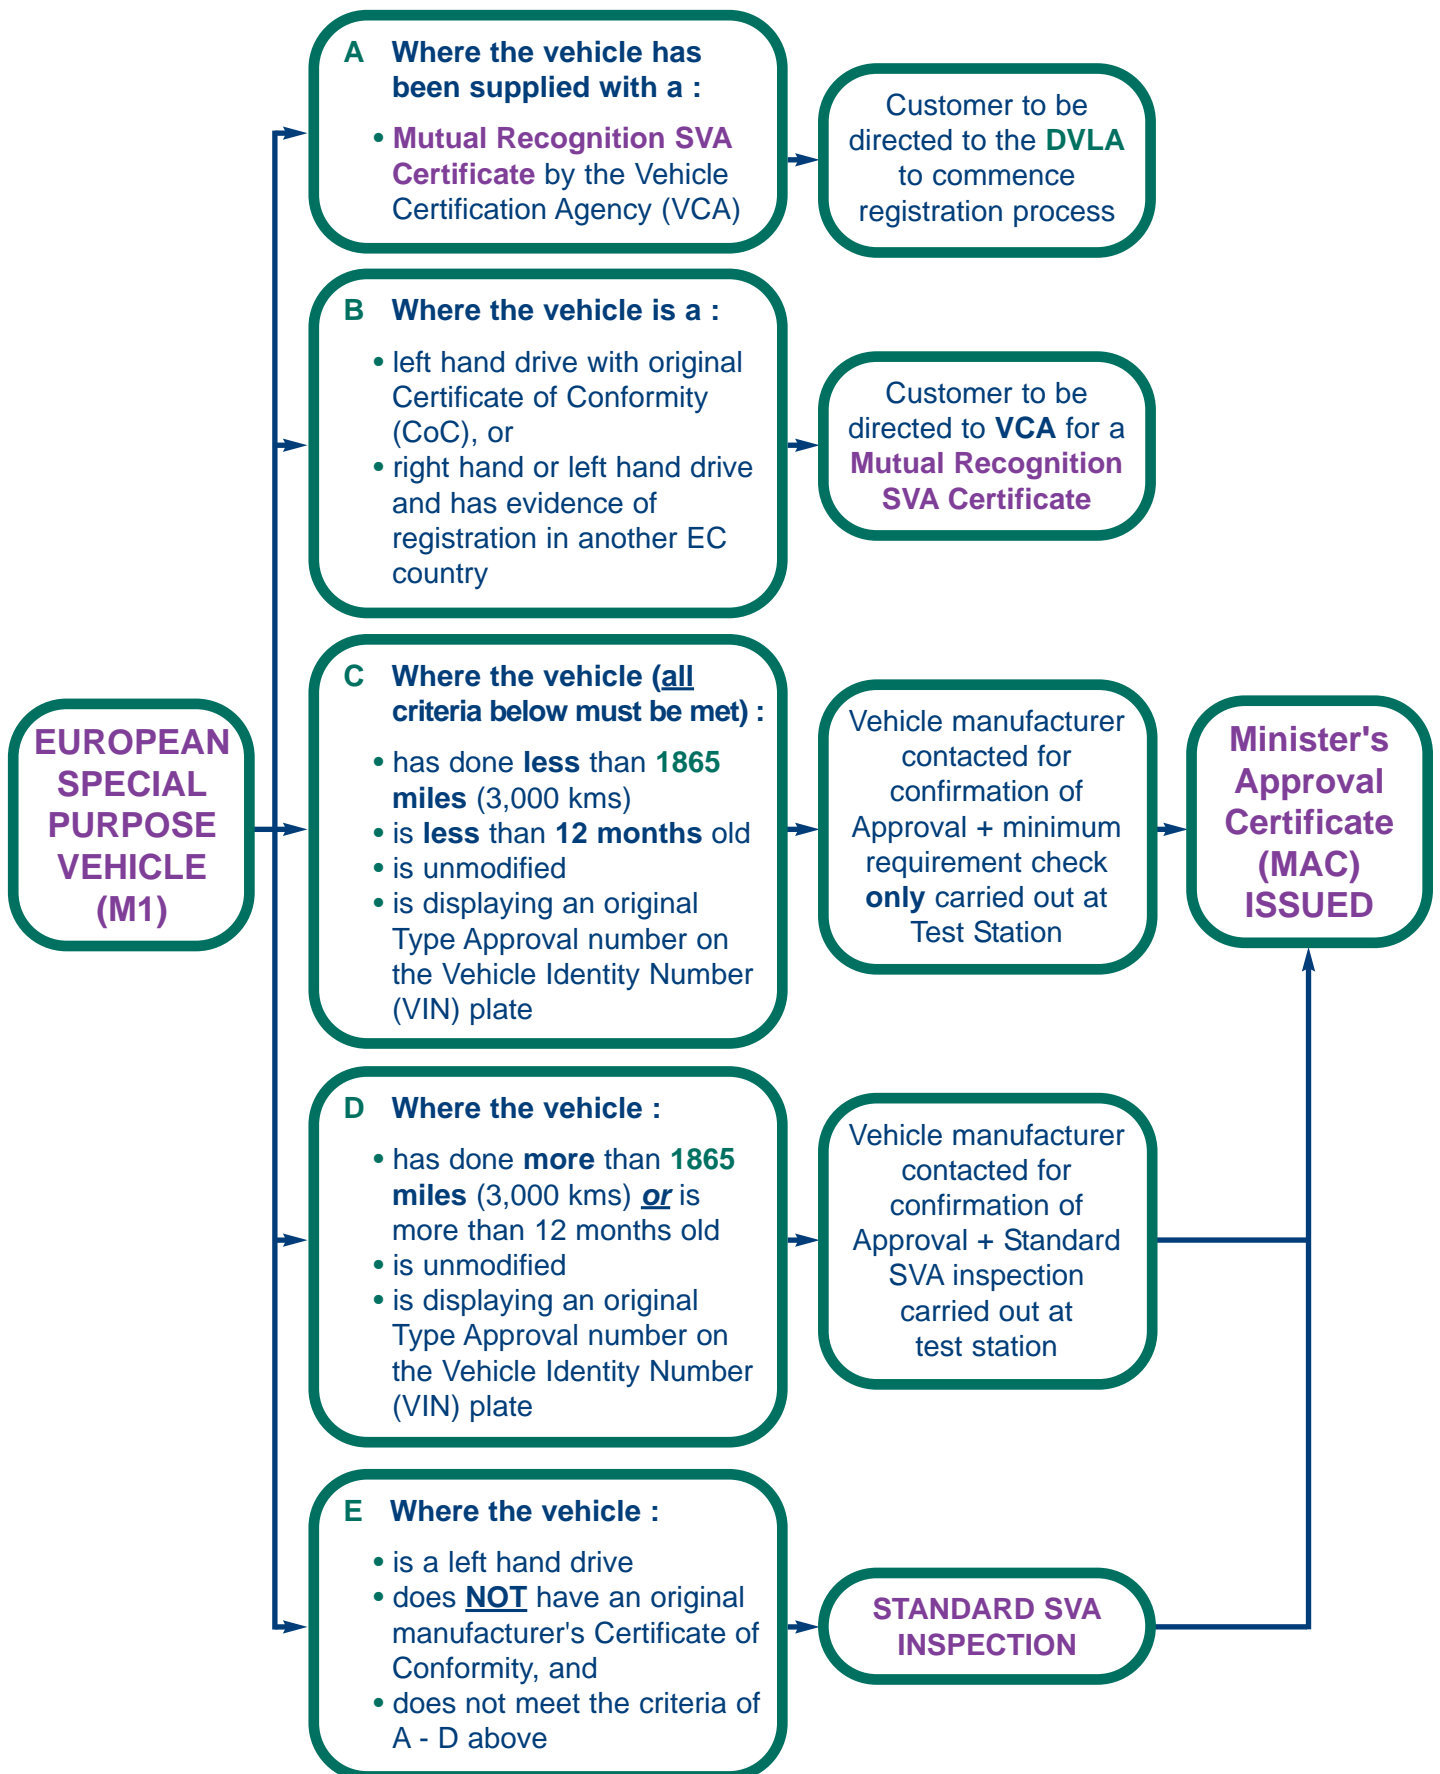 A Where the vehicle has
been supplied with a :
• Mutual Recognition SVA
Certificate by the Vehicle
Certification Agency (VCA)
Customer to be
directed to the DVLA
to commence
registration process
B Where the vehicle is a :
• left hand drive with original
Certificate of Conformity
(CoC), or
• right hand or left hand drive
and has evidence of
registration in another EC
country
Customer to be
directed to VCA for a
Mutual Recognition
SVA Certificate
EUROPEAN
SPECIAL
PURPOSE
VEHICLE
(M1)
C Where the vehicle (all
criteria below must be met) :
• has done less than 1865
miles (3,000 kms)
• is less than 12 months old
• is unmodified
• is displaying an original
Type Approval number on
the Vehicle Identity Number
(VIN) plate
Vehicle manufacturer
contacted for
confirmation of
Approval + minimum
requirement check
only carried out at
Test Station
Minister's
Approval
Certificate
(MAC)
ISSUED
D Where the vehicle :
• has done more than 1865
miles (3,000 kms) or is
more than 12 months old
• is unmodified
• is displaying an original
Type Approval number on
the Vehicle Identity Number
(VIN) plate
Vehicle manufacturer
contacted for
confirmation of
Approval + Standard
SVA inspection
carried out at
test station
E Where the vehicle :
• is a left hand drive
• does NOT have an original
manufacturer's Certificate of
Conformity, and
• does not meet the criteria of
A - D above
STANDARD SVA
INSPECTION